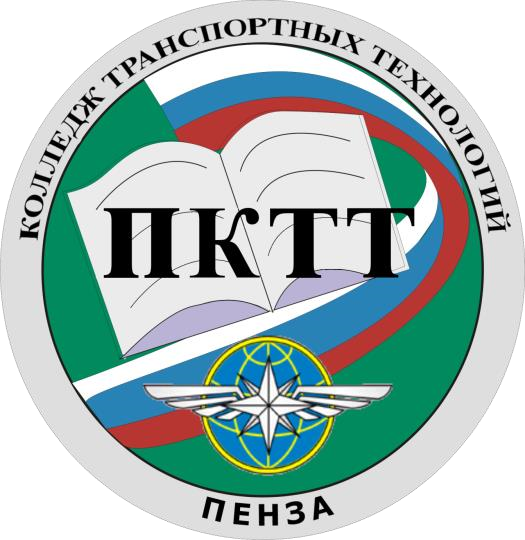 КОЛЛЕДЖ ТРАНСПОРТНЫХ ТЕХНОЛОГИЙ
ПКТТ
ПЕНЗА